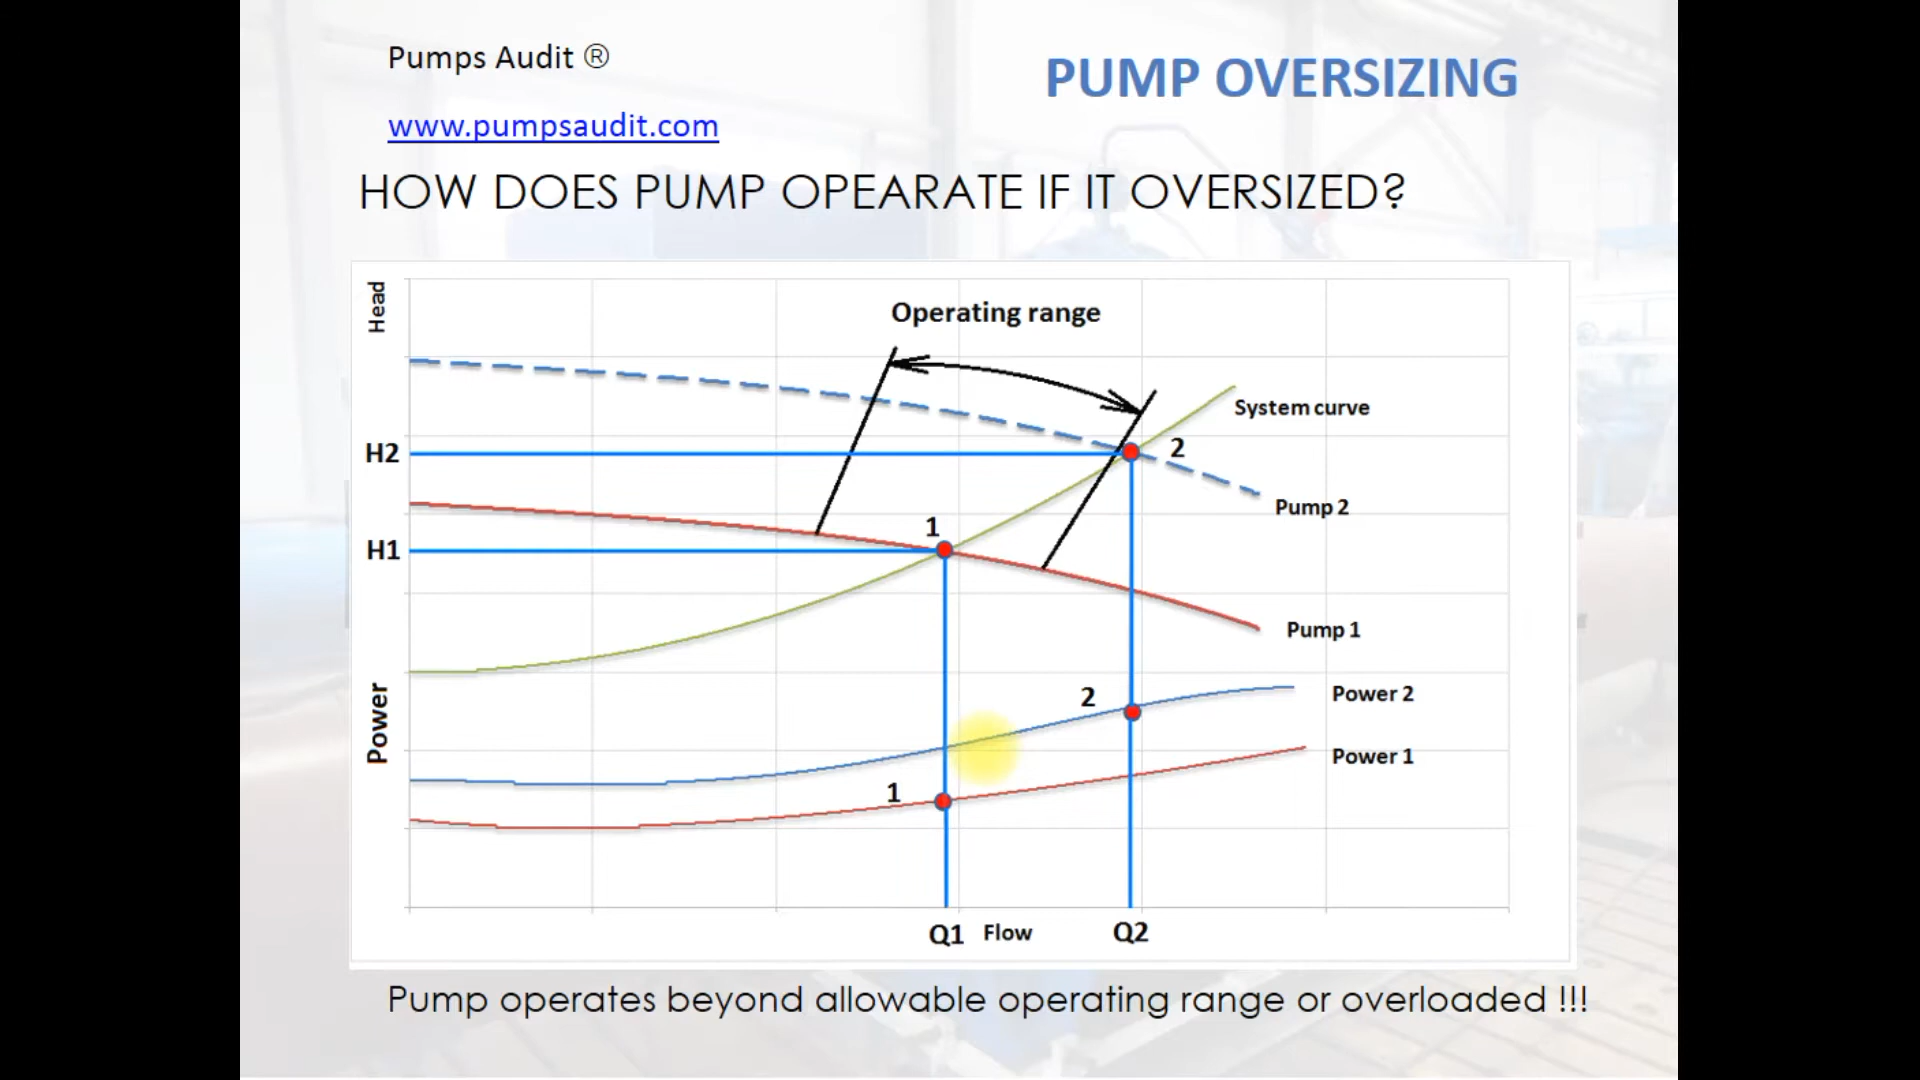 Pumps Audit ®
PUMP OVERSIZING
www.pumpsaudit.com
HOW DOES PUMP OPEARATE IF IT OVERSIZED?
Head
Operating range
System curve
H2
2
Pump 2
1
H1
Pump 1
Power
2
Power 2
Power 1
1
Q1
Flow
Q2
Pump operates beyond allowable operating range or overloaded !!!